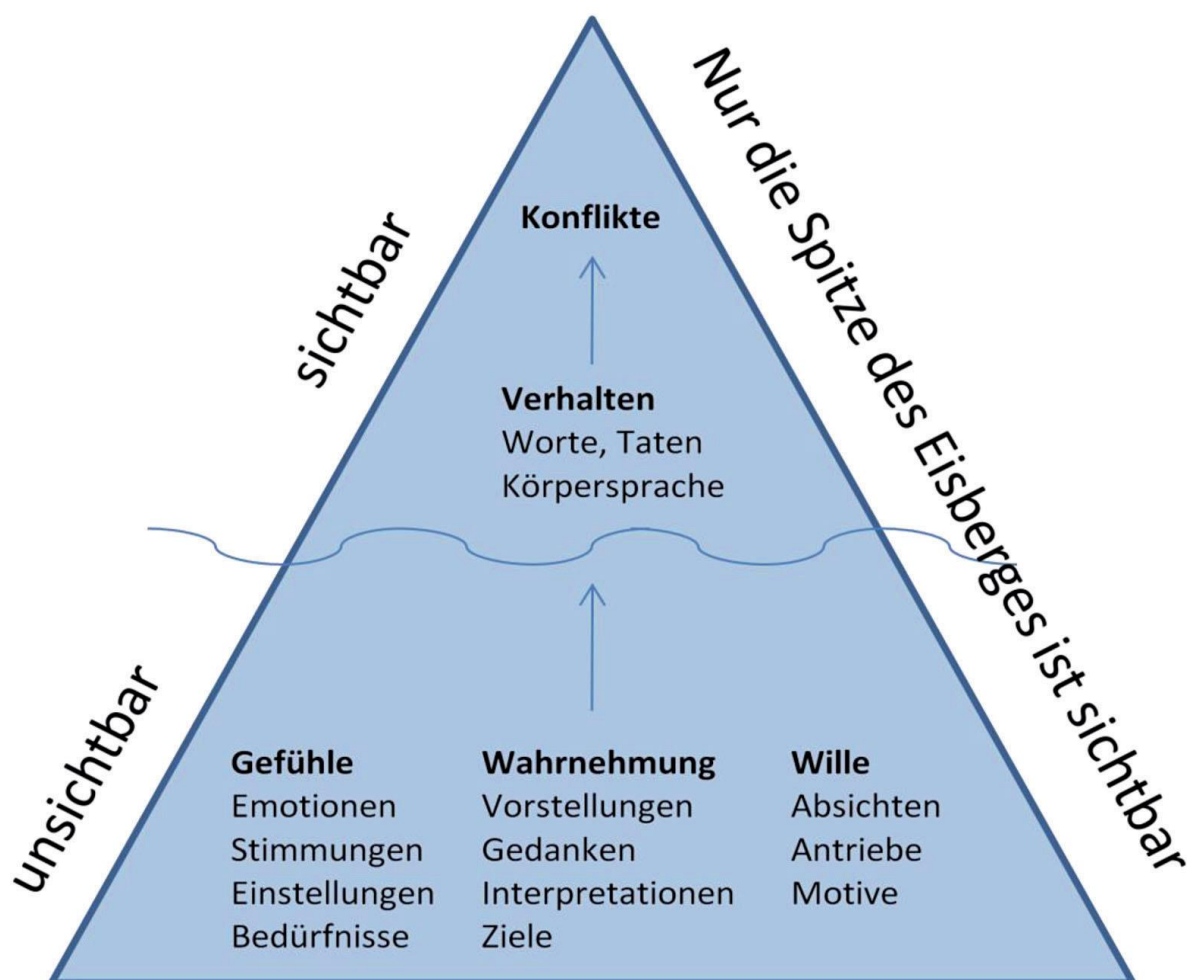 Nur die Spitze des Eisberges ist sichtbar
sichtbar
Konflikte
Verhalten
Worte, Taten
Körpersprache
unsichtbar
Gefühle
Emotionen
Stimmungen
Einstellungen
Bedürfnisse
Wahrnehmung
Vorstellungen
Gedanken
Interpretationen
Ziele
Wille
Absichten
Antriebe
Motive